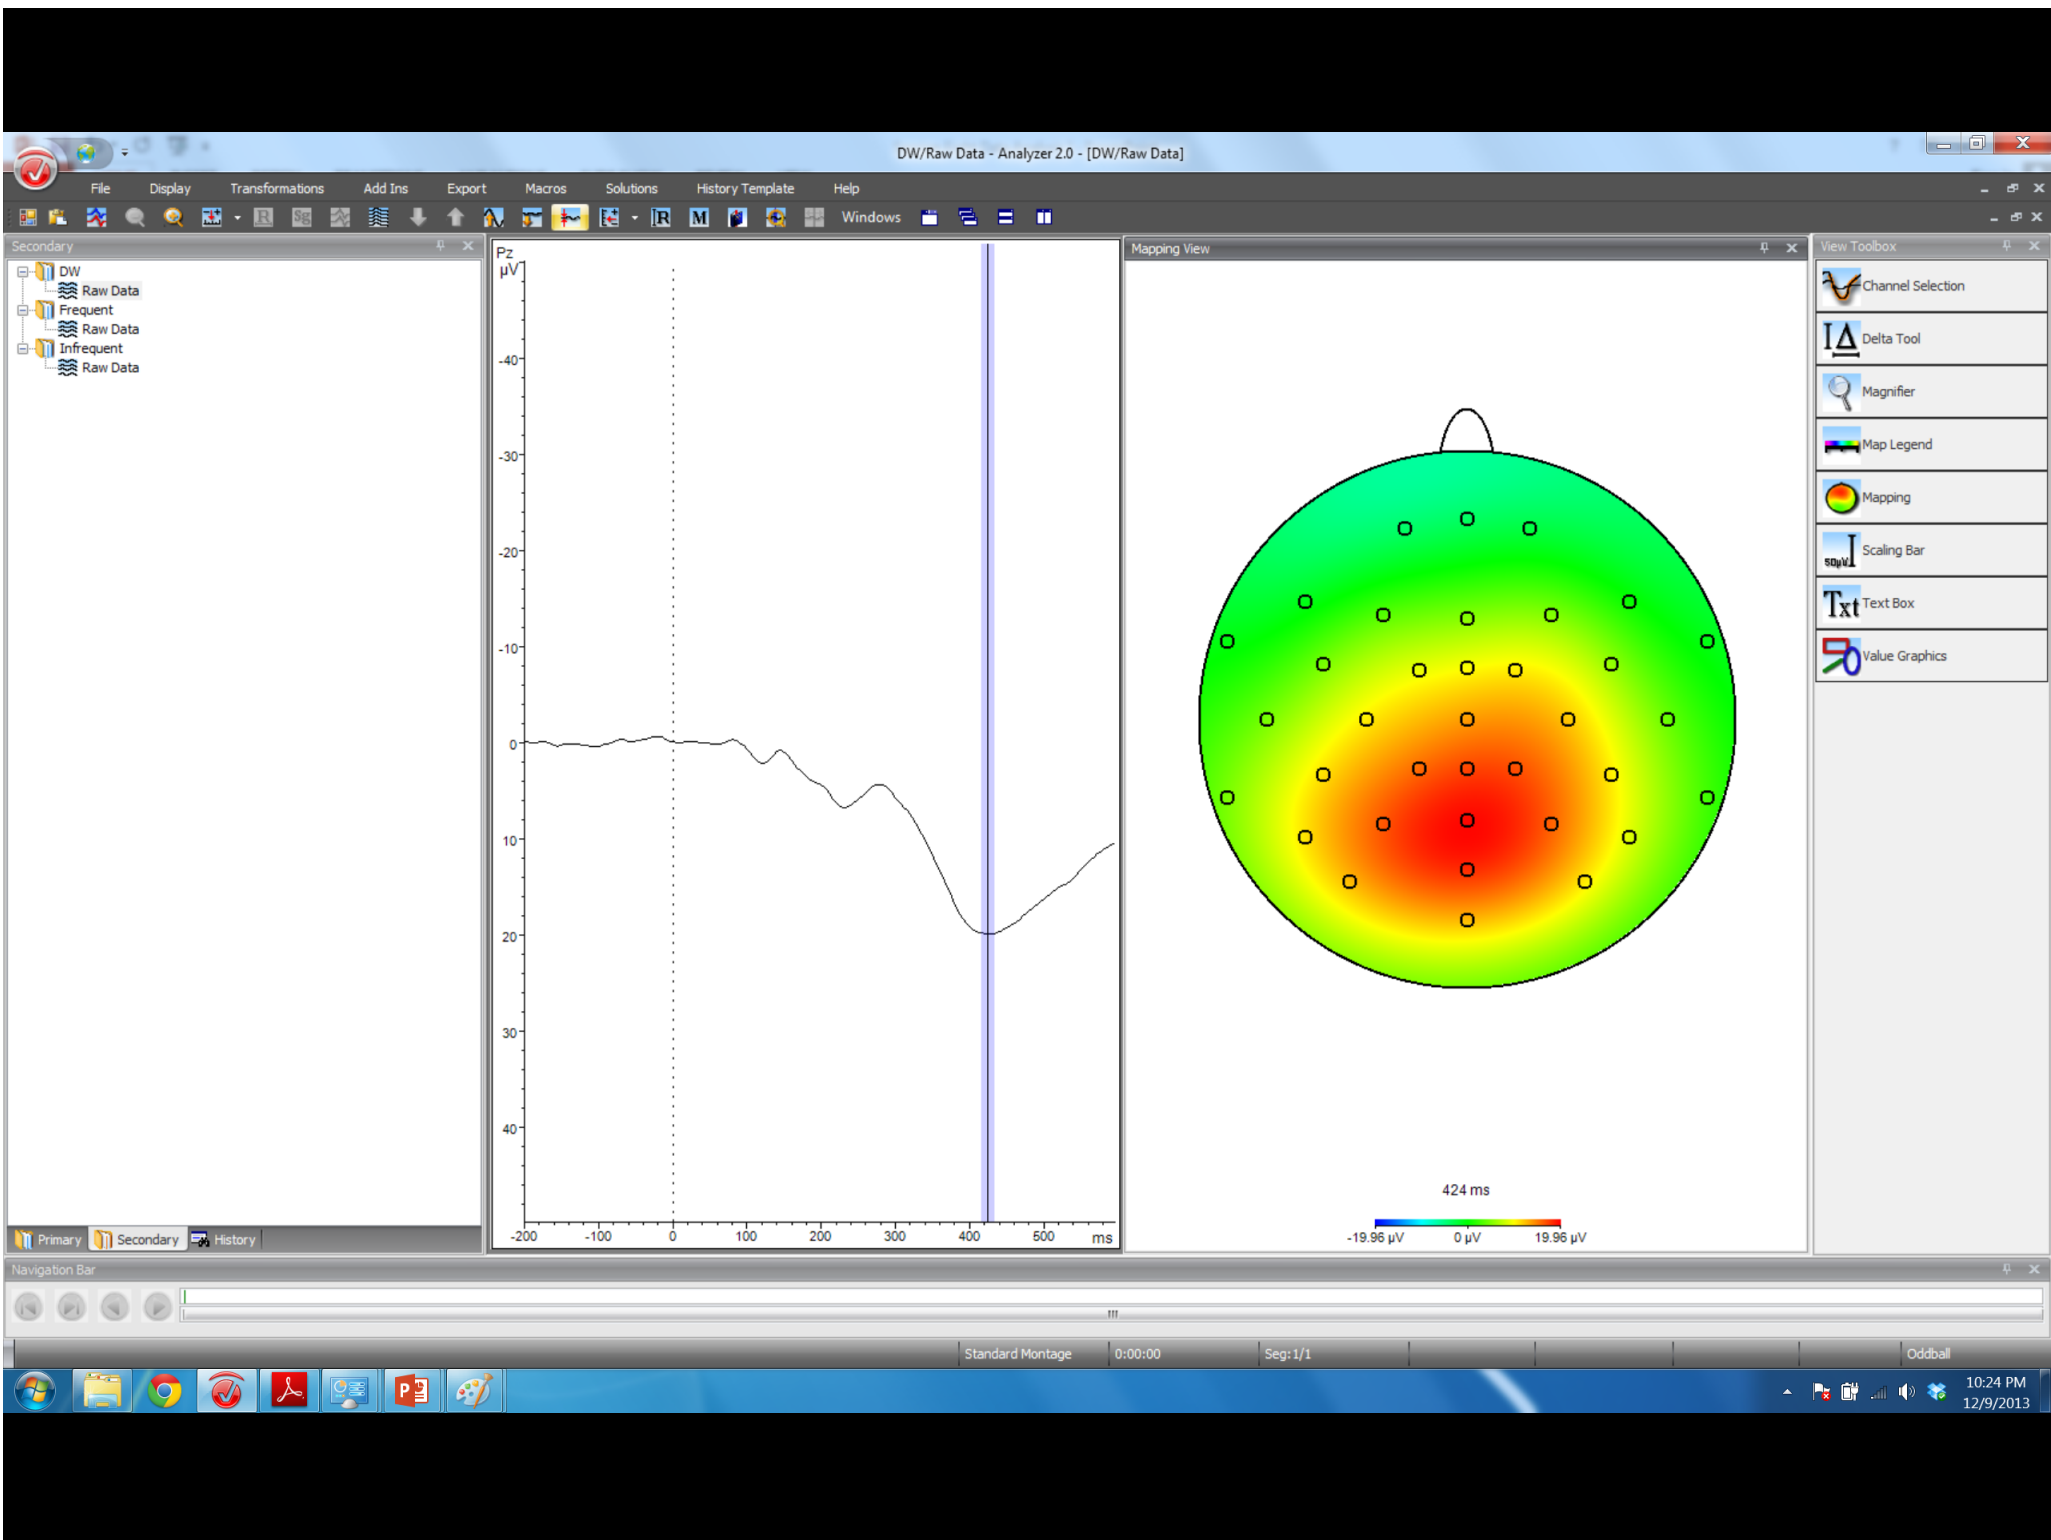 DW/Raw Data - Analyzer 2.0 - [DW/Raw Data]
File Display Transformations Add Ins Export Macros Solutions History Template Help
Windows
Secondary
DW
Raw Data
Frequent
Raw Data
Infrequent
Raw Data
Primary Secondary History
Pz
µV
-40
-30
-20
-10
0
10
20
30
40
-200 -100 0 100 200 300 400 500 ms
Mapping View
424 ms
-19.96 µV 0 µV 19.96 µV
View Toolbox
Channel Selection
Delta Tool
Magnifier
Map Legend
Mapping
50µV Scaling Bar
Txt Text Box
Value Graphics
Navigation Bar
Standard Montage 0:00:00 Seg:1/1 Oddball
10:24 PM
12/9/2013